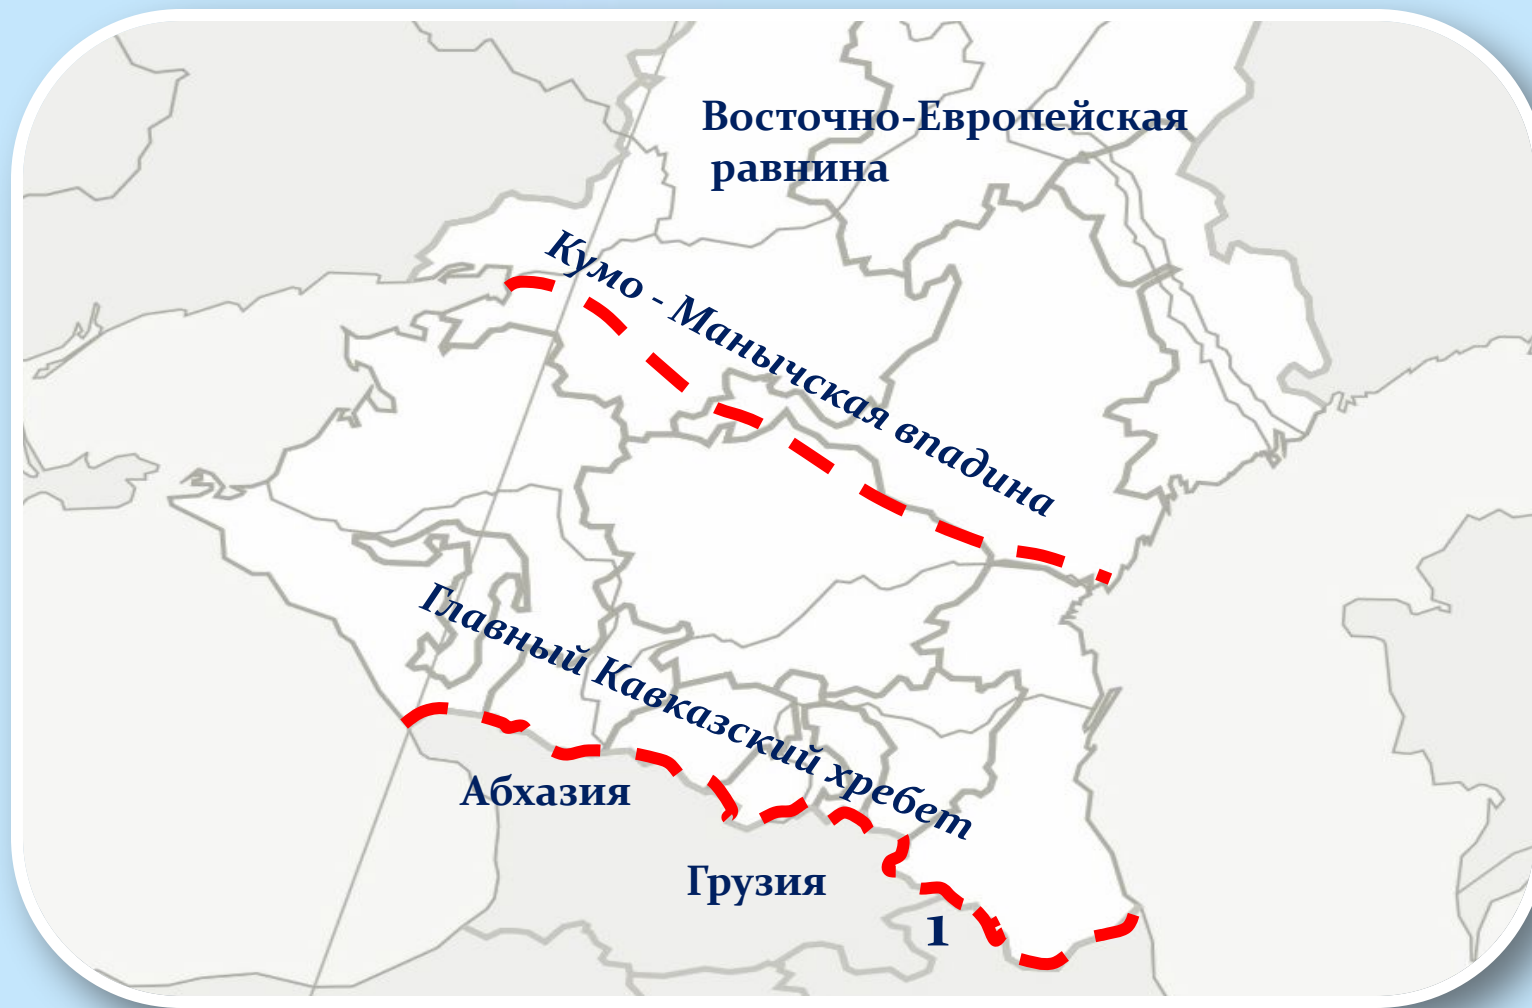 Восточно-Европейская
равнина
Кумо - Манычская впадина
Главный Кавказский хребет
Абхазия
Грузия
1